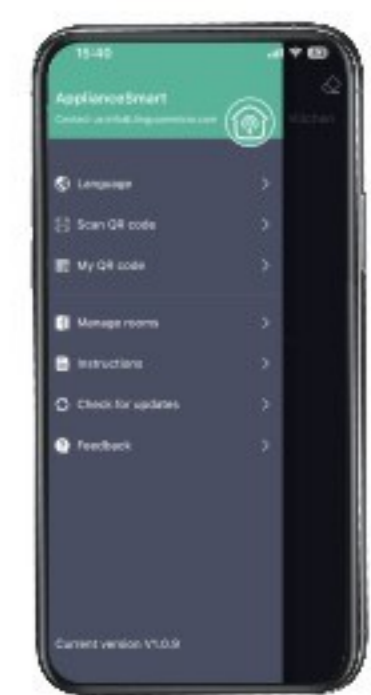 15:40
ApplianceSmart
Kitchen
Language
Scan QR code
My QR code
Manage rooms
Instructions
Check for updates
Feedback
Current version V1.0.9